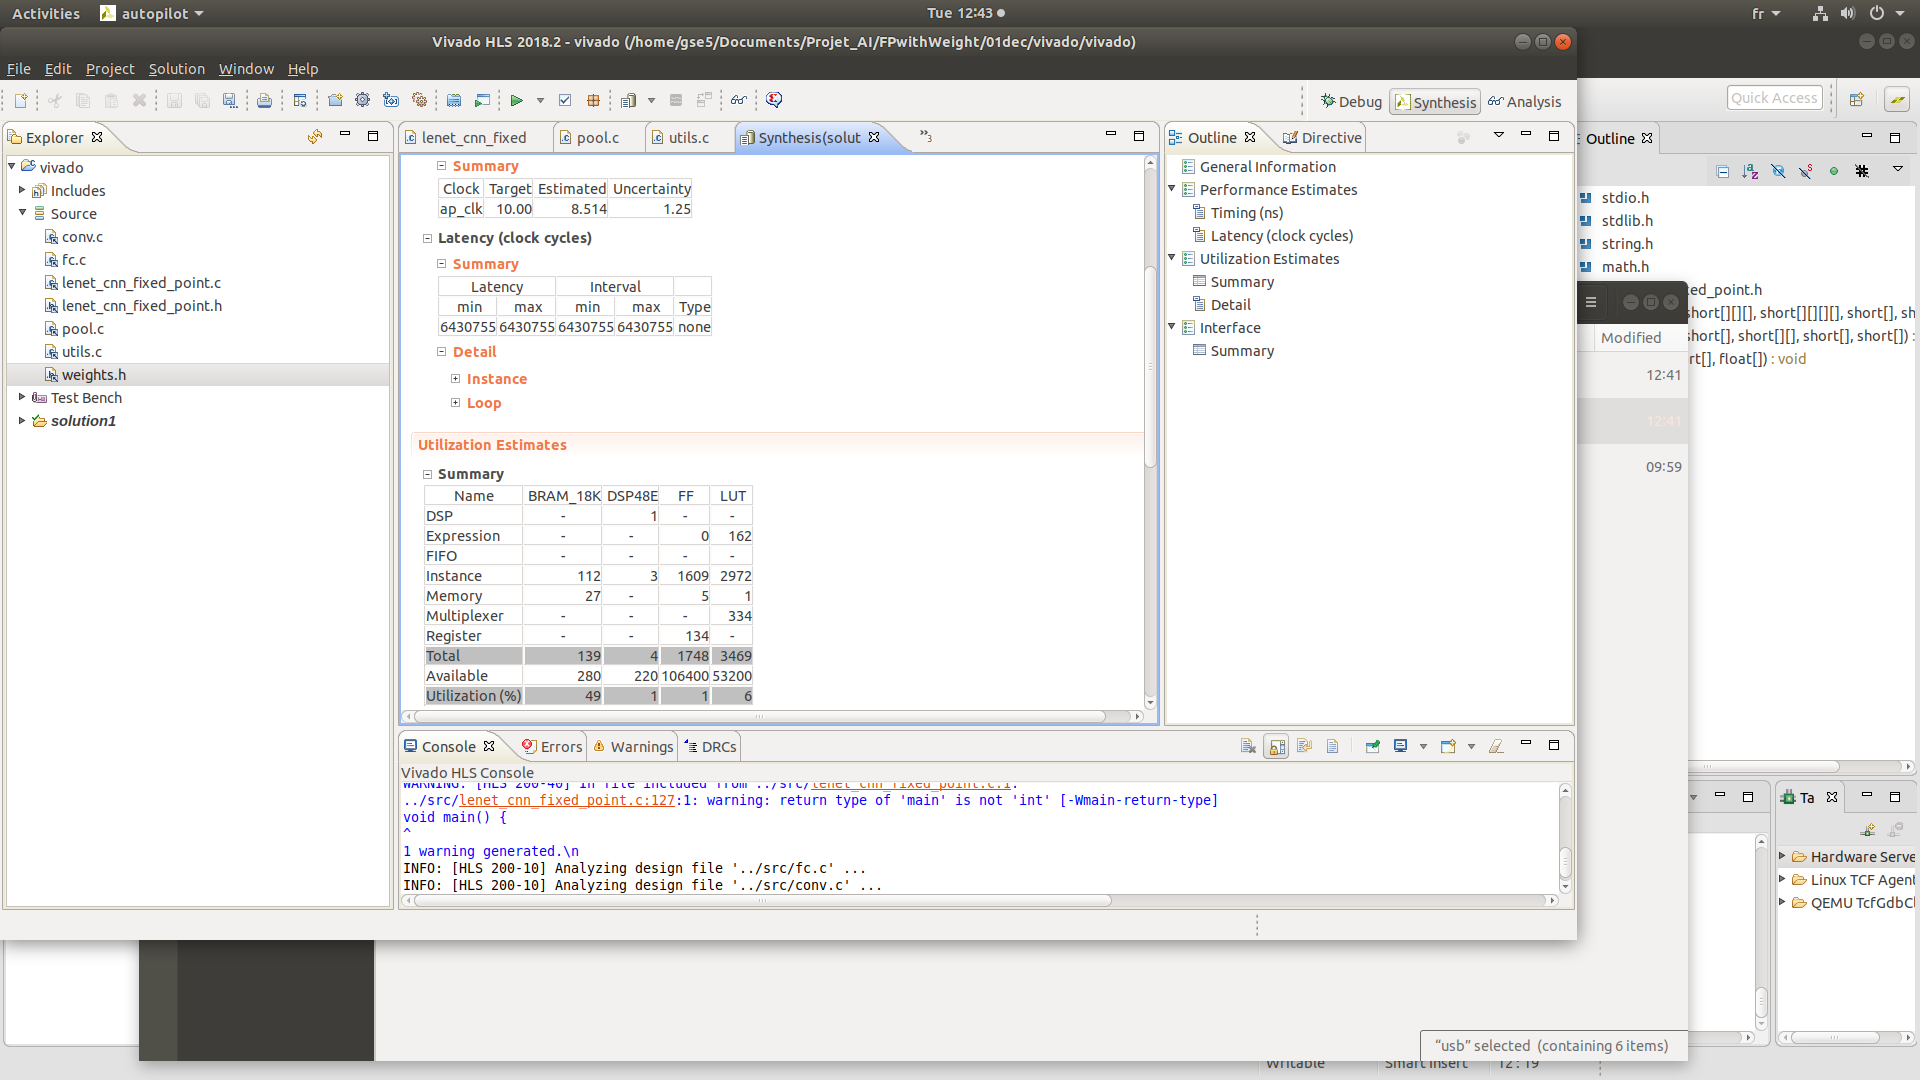 Activities autopilot Tue 12:43 fr
Vivado HLS 2018.2 - vivado (/home/gse5/Documents/Projet_AI/FPwithWeight/01dec/vivado/vivado)
File Edit Project Solution Window Help
Debug Synthesis Analysis
Quick Access
Explorer
vivado
Includes
Source
conv.c
fc.c
lenet_cnn_fixed_point.c
lenet_cnn_fixed_point.h
pool.c
utils.c
weights.h
Test Bench
solution1
lenet_cnn_fixed pool.c utils.c Synthesis(solut 3
Summary
Clock Target Estimated Uncertainty
ap_clk 10.00 8.514 1.25
Latency (clock cycles)
Summary
Latency Interval
min max min max Type
6430755 6430755 6430755 6430755 none
Detail
Instance
Loop
Utilization Estimates
Summary
Name BRAM_18K DSP48E FF LUT
DSP - 1 - -
Expression - - 0 162
FIFO - - - -
Instance 112 3 1609 2972
Memory 27 - 5 1
Multiplexer - - - 334
Register - - 134 -
Total 139 4 1748 3469
Available 280 220 106400 53200
Utilization (%) 49 1 1 6
Outline Directive
General Information
Performance Estimates
Timing (ns)
Latency (clock cycles)
Utilization Estimates
Summary
Detail
Interface
Summary
Outline
stdio.h
stdlib.h
string.h
math.h
ed_point.h
short[][][], short[][][][], short[], sh
short[], short[][], short[], short[]) :
rt[], float[]) : void
Modified
12:41
12:41
09:59
Console Errors Warnings DRCs
Vivado HLS Console
WARNING: [HLS 200-40] In file included from ../src/lenet_cnn_fixed_point.c:1:
../src/lenet_cnn_fixed_point.c:127:1: warning: return type of 'main' is not 'int' [-Wmain-return-type]
void main() {
^
1 warning generated.\n
INFO: [HLS 200-10] Analyzing design file '../src/fc.c' ...
INFO: [HLS 200-10] Analyzing design file '../src/conv.c' ...
Ta
Hardware Serve
Linux TCF Agent
QEMU TcfGdbCl
"usb" selected (containing 6 items)
Writable Smart Insert 12 : 19